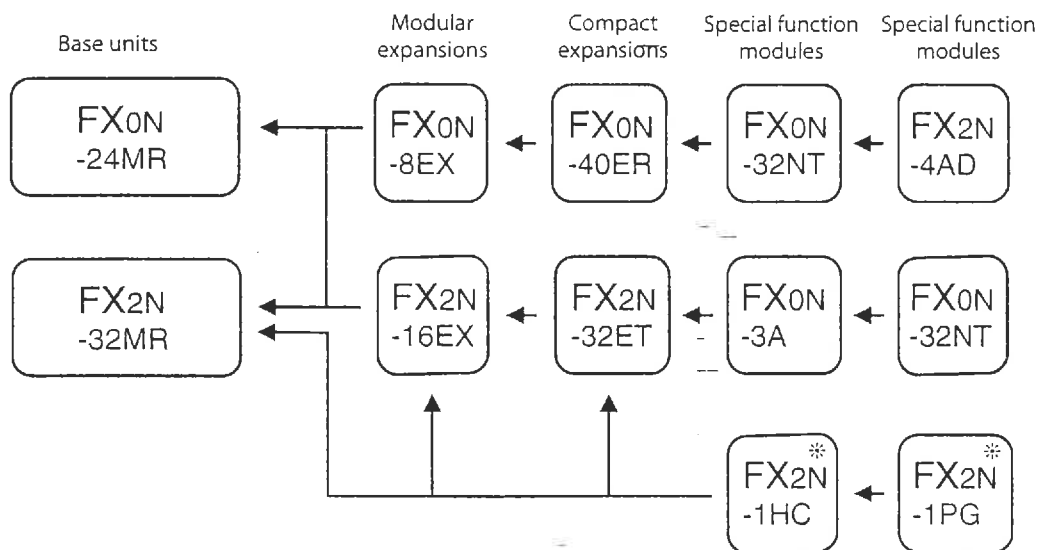 Base units
Modular
expansions
Compact
expansions
Special function
modules
Special function
modules
FX0N
-24MR
FX0N
-8EX
FX0N
-40ER
FX0N
-32NT
FX2N
-4AD
FX2N
-32MR
FX2N
-16EX
FX2N
-32ET
FX0N
-3A
FX0N
-32NT
FX2N
-1HC
FX2N
-1PG